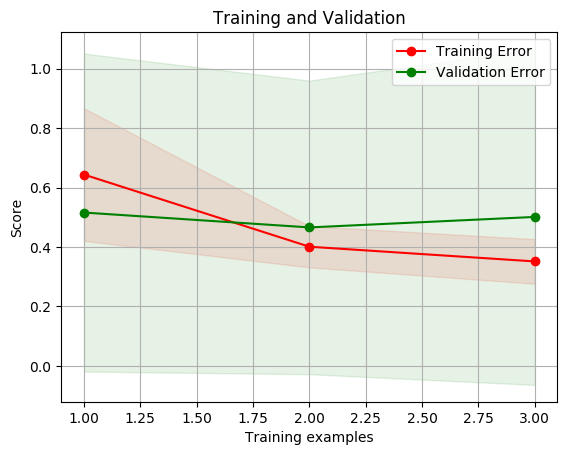 Training and Validation
Training Error
Validation Error
1.0
0.8
0.6
0.4
0.2
0.0
Score
1.00 1.25 1.50 1.75 2.00 2.25 2.50 2.75 3.00
Training examples